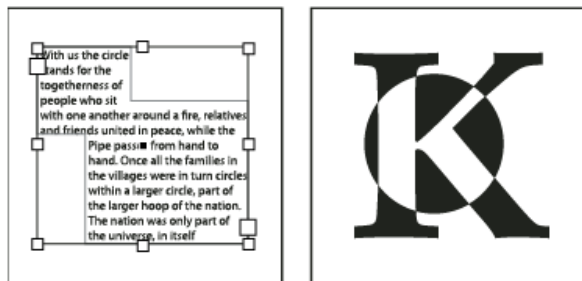 With us the circle
stands for the
togetherness of
people who sit
with one another around a fire, relatives
and friends united in peace, while the
Pipe passes from hand to
hand. Once all the families in
the villages were in turn circles
within a larger circle, part of
the larger hoop of the nation.
The nation was only part of
the universe, in itself
K